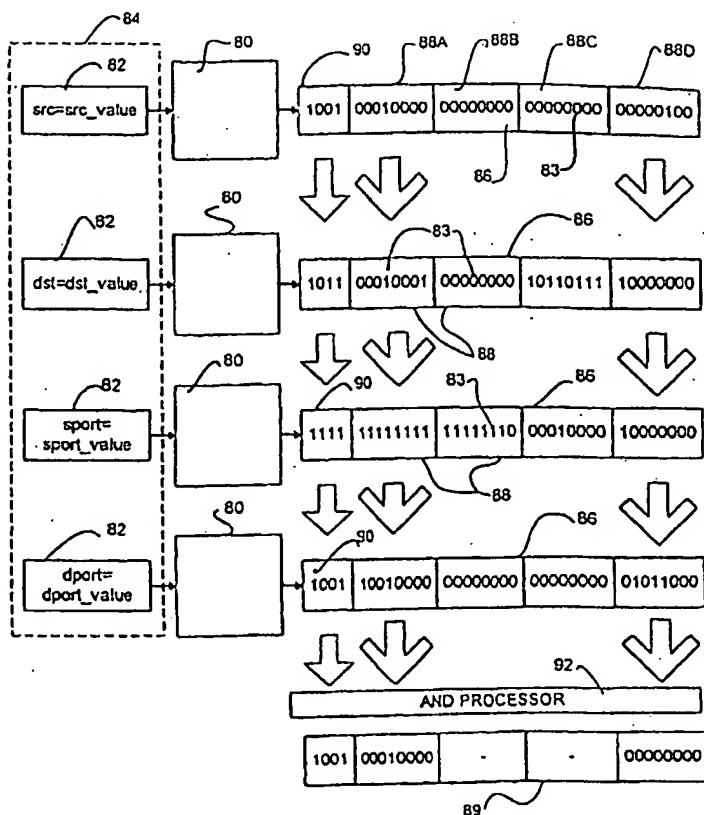 84
82
80
90
88A
88B
88C
88D
src=src_value
1001 00010000 00000000 00000000 00000100
86
83
80
82
83
86
dst=dst_value
1011 00010001 00000000 10110111 10000000
88
82
80
90
83
86
sport=
sport_value
1111 11111111 11111110 00010000 10000000
88
82
80
90
86
dport=
dport_value
1001 10010000 00000000 00000000 01011000
92
AND PROCESSOR
1001 00010000 - - 00000000
89